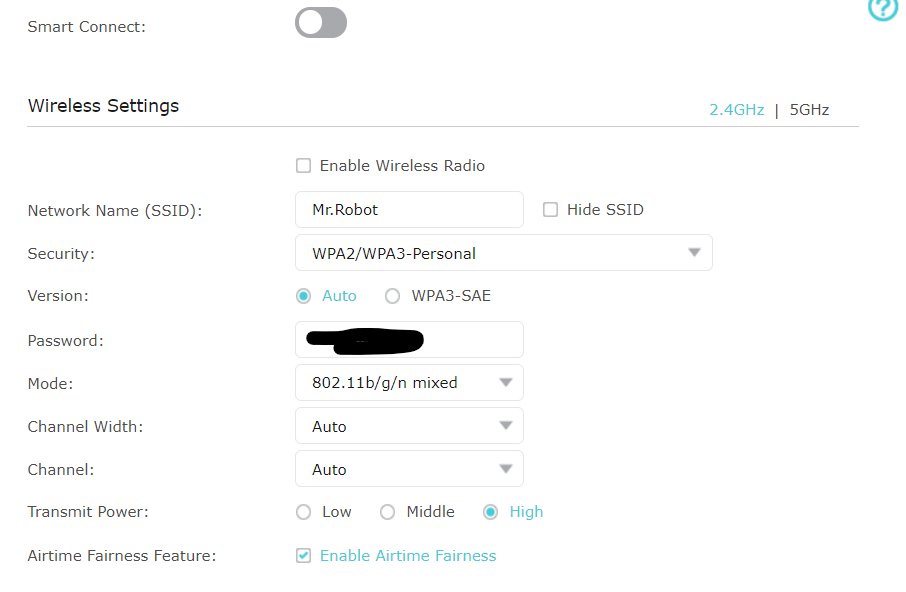 Smart Connect:
?
Wireless Settings
2.4GHz | 5GHz
Enable Wireless Radio
Network Name (SSID): Mr.Robot Hide SSID
Security: WPA2/WPA3-Personal
Version: Auto WPA3-SAE
Password:
Mode: 802.11b/g/n mixed
Channel Width: Auto
Channel: Auto
Transmit Power: Low Middle High
Airtime Fairness Feature: Enable Airtime Fairness